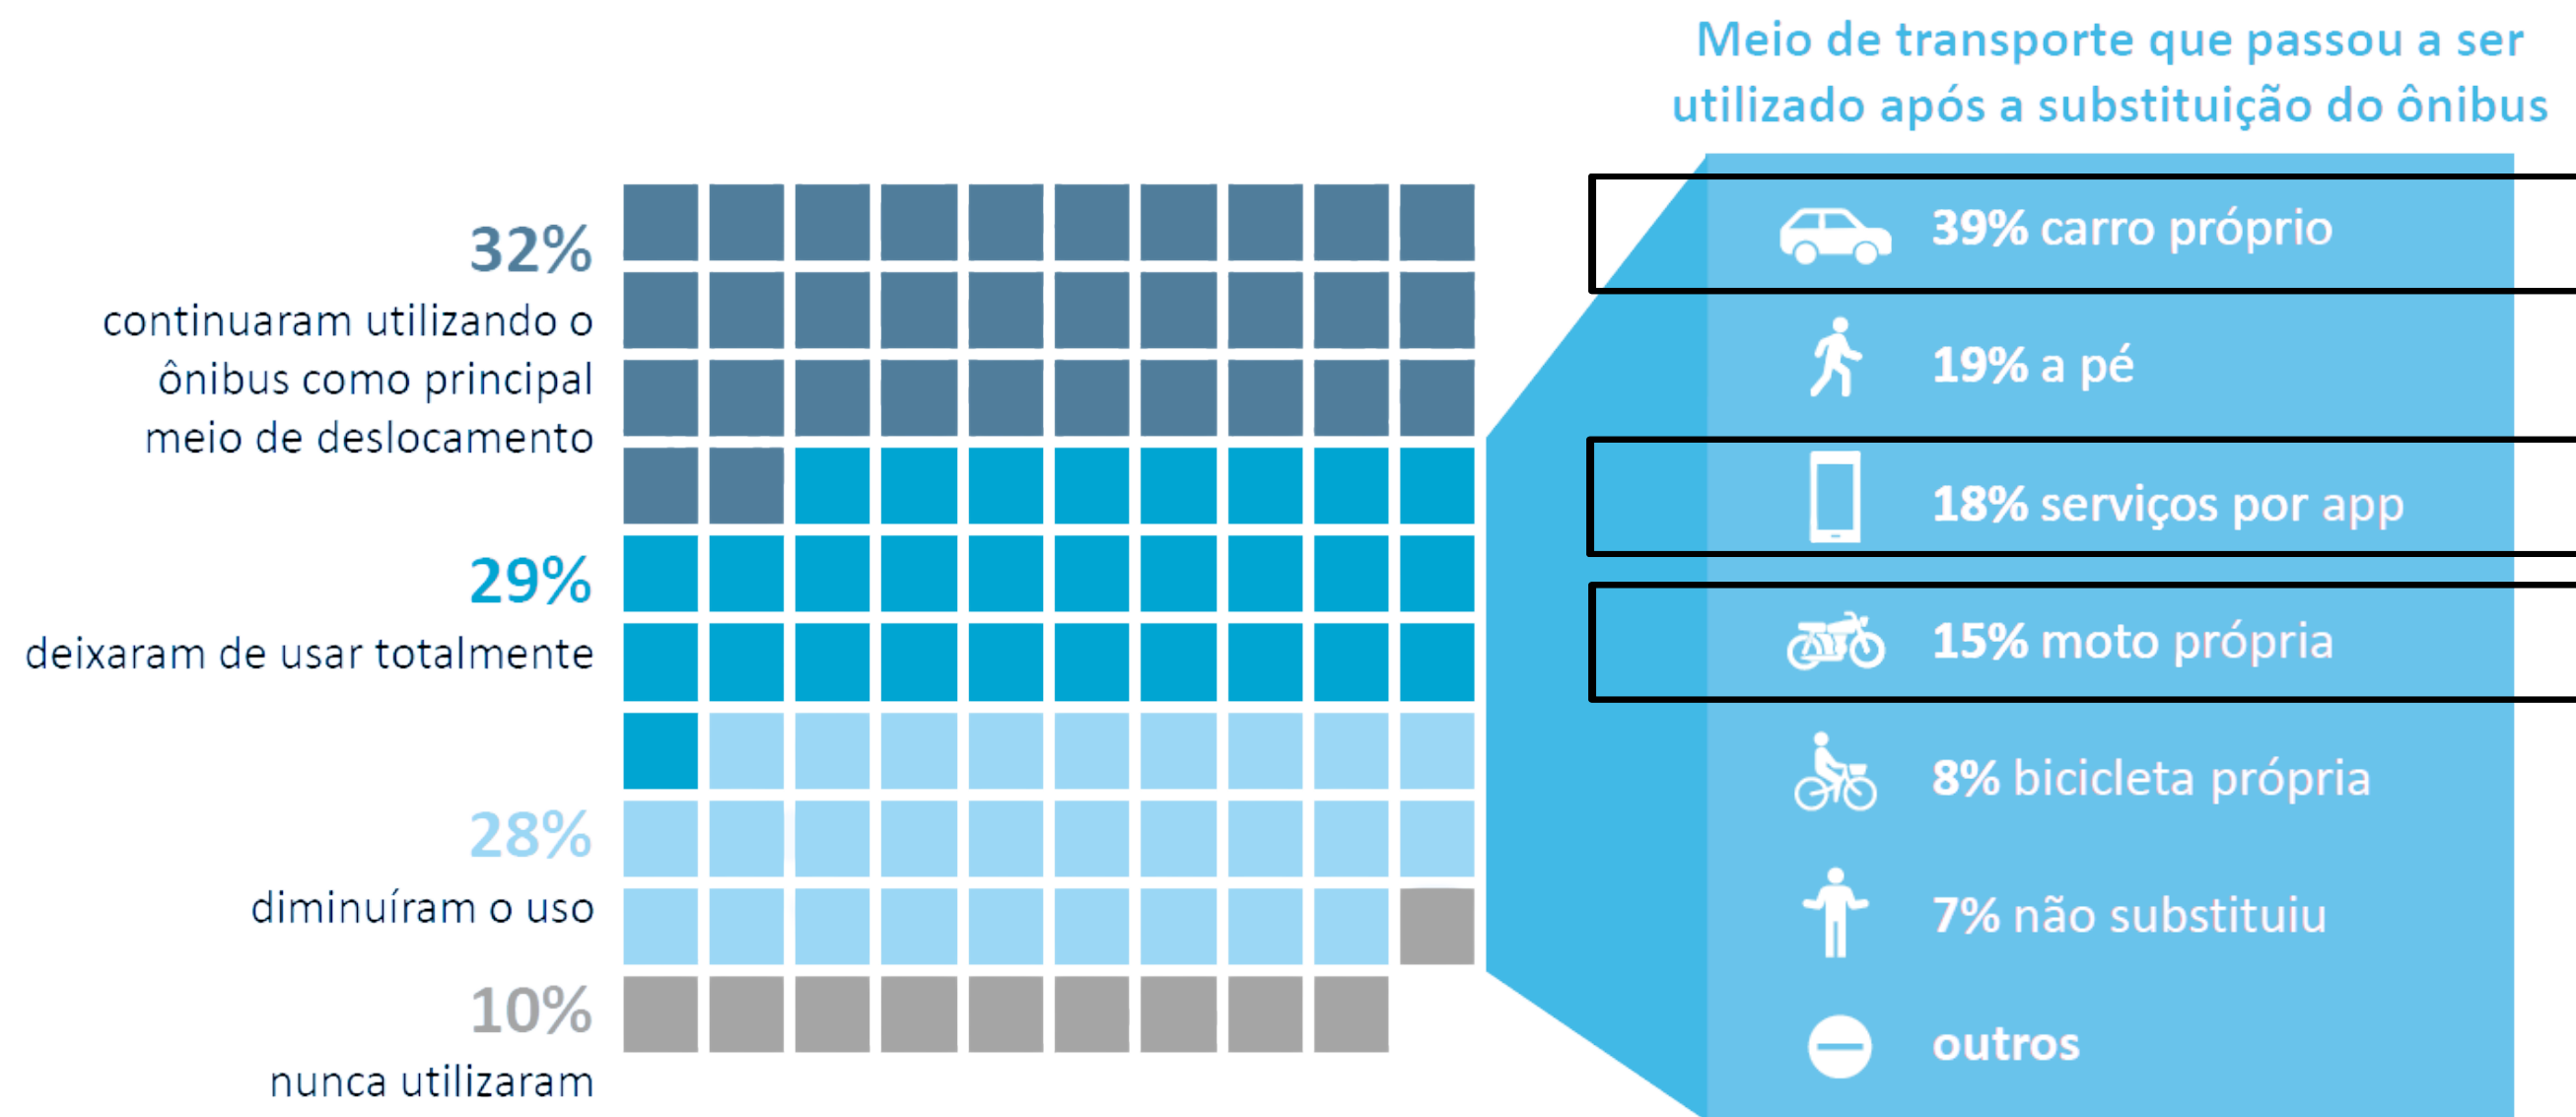 Meio de transporte que passou a ser
utilizado após a substituição do ônibus
32%
continuaram utilizando o
ônibus como principal
meio de deslocamento
29%
deixaram de usar totalmente
28%
diminuíram o uso
10%
nunca utilizaram
39% carro próprio
19% a pé
18% serviços por app
15% moto própria
8% bicicleta própria
7% não substituiu
outros